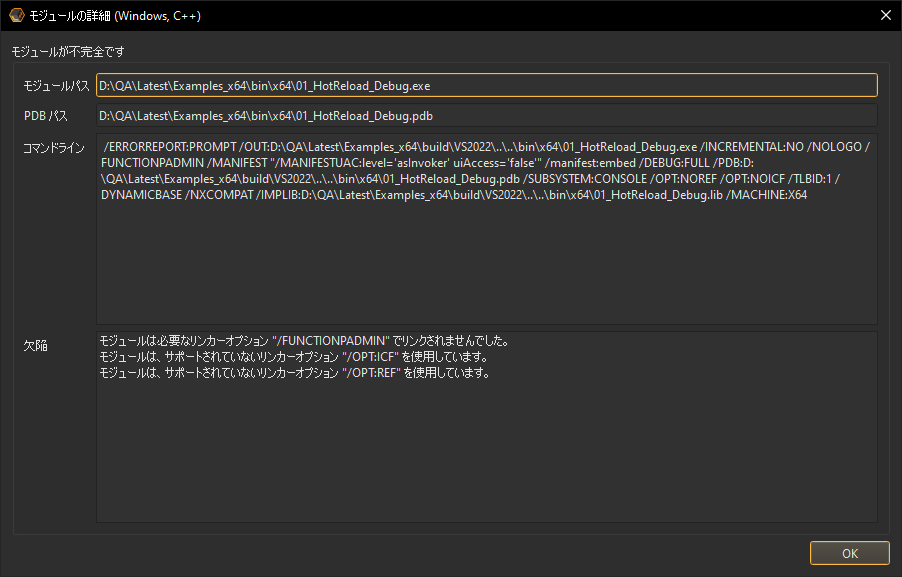 モジュールの詳細 (Windows, C++)
モジュールが不完全です
モジュールパス
D:\QA\Latest\Examples_x64\bin\x64\01_HotReload_Debug.exe
PDB パス
D:\QA\Latest\Examples_x64\bin\x64\01_HotReload_Debug.pdb
コマンドライン
/ERRORREPORT:PROMPT /OUT:D:\QA\Latest\Examples_x64\build\VS2022\..\..\bin\x64\01_HotReload_Debug.exe /INCREMENTAL:NO /NOLOGO /
FUNCTIONPADMIN /MANIFEST "/MANIFESTUAC:level='asInvoker' uiAccess='false'" /manifest:embed /DEBUG:FULL /PDB:D:
\QA\Latest\Examples_x64\build\VS2022\..\..\bin\x64\01_HotReload_Debug.pdb /SUBSYSTEM:CONSOLE /OPT:NOREF /OPT:NOICF /TLBID:1 /
DYNAMICBASE /NXCOMPAT /IMPLIB:D:\QA\Latest\Examples_x64\build\VS2022\..\..\bin\x64\01_HotReload_Debug.lib /MACHINE:X64
欠陥
モジュールは必要なリンカーオプション "/FUNCTIONPADMIN" でリンクされませんでした。
モジュールは、サポートされていないリンカーオプション "/OPT:ICF" を使用しています。
モジュールは、サポートされていないリンカーオプション "/OPT:REF" を使用しています。
OK